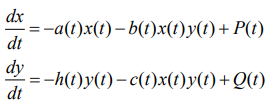 dx/dt = -a(t)x(t) - b(t)x(t)y(t) + P(t)
dy/dt = -h(t)y(t) - c(t)x(t)y(t) + Q(t)